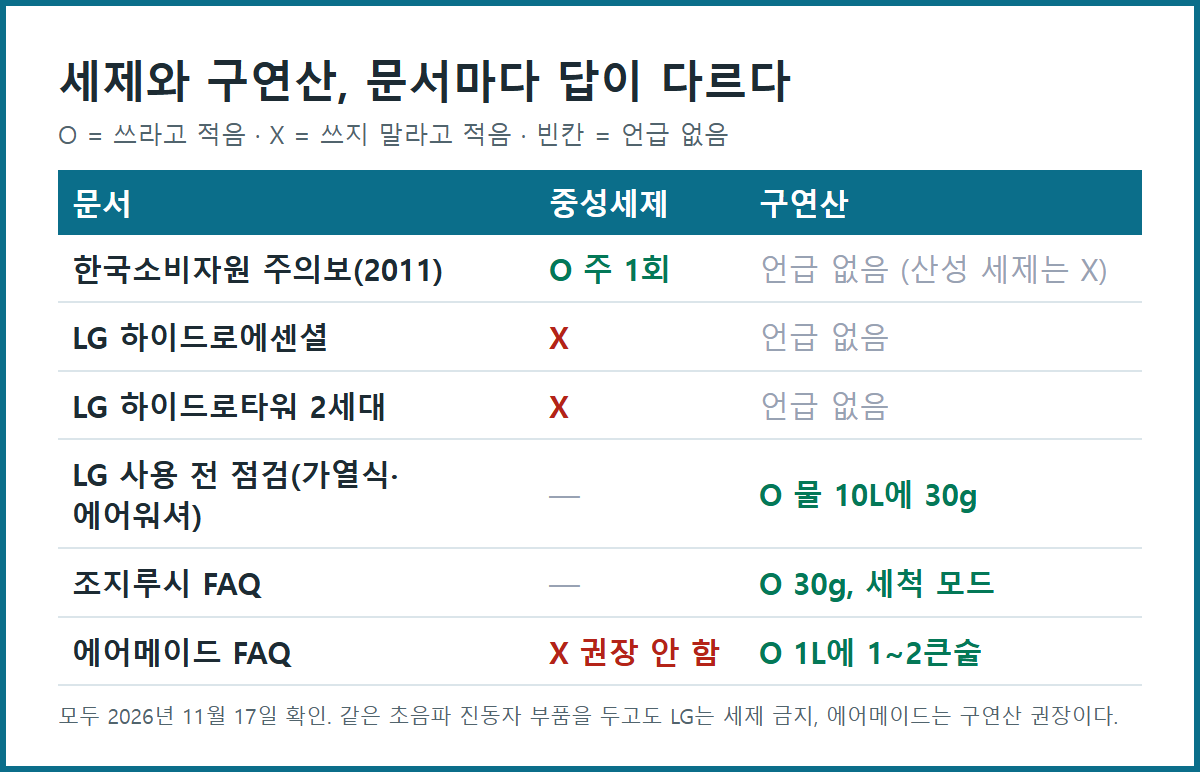 세제와 구연산, 문서마다 답이 다르다
O = 쓰라고 적음 · X = 쓰지 말라고 적음 · 빈칸 = 언급 없음
문서 중성세제 구연산
한국소비자원 주의보(2011) O 주 1회 언급 없음 (산성 세제는 X)
LG 하이드로에센셜 X 언급 없음
LG 하이드로타워 2세대 X 언급 없음
LG 사용 전 점검(가열식·
에어워셔) — O 물 10L에 30g
조지루시 FAQ — O 30g, 세척 모드
에어메이드 FAQ X 권장 안 함 O 1L에 1~2큰술
모두 2026년 11월 17일 확인. 같은 초음파 진동자 부품을 두고도 LG는 세제 금지, 에어메이드는 구연산 권장이다.